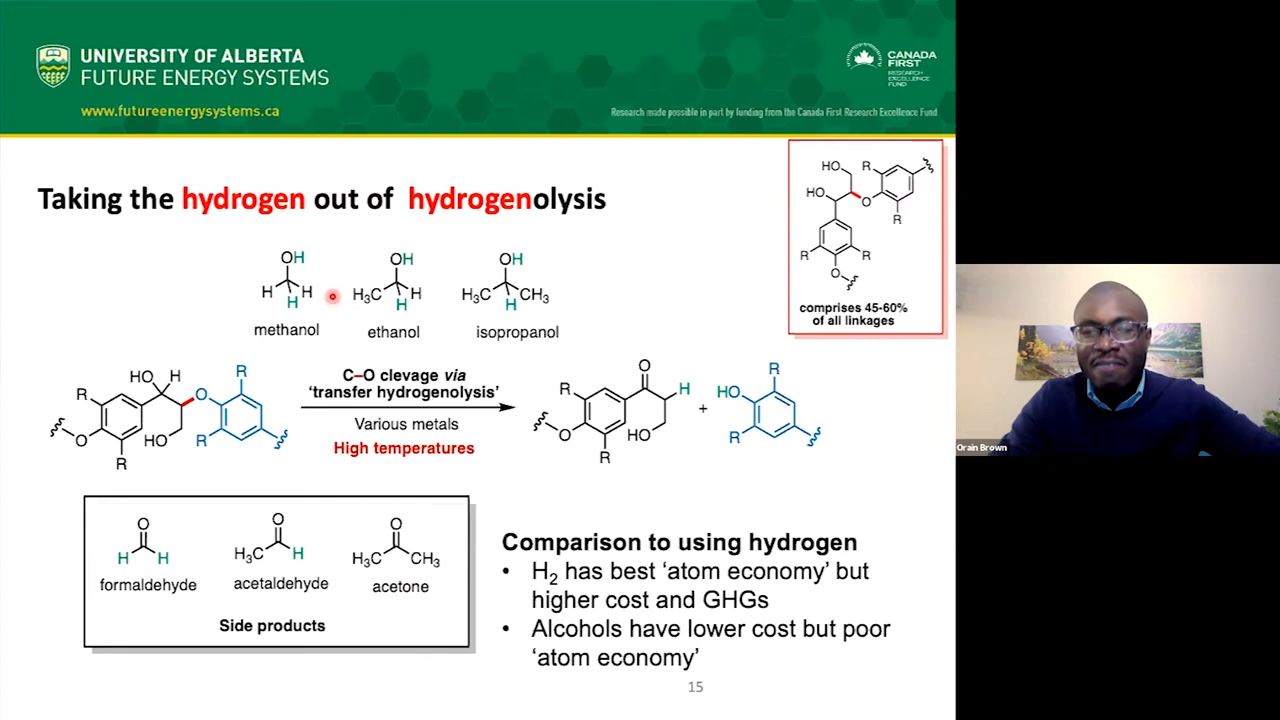 UNIVERSITY OF ALBERTA
FUTURE ENERGY SYSTEMS
www.futureenergysystems.ca
CANADA
FIRST
RESEARCH
EXCELLENCE
FUND
Research made possible in part by funding from the Canada First Research Excellence Fund
Taking the hydrogen out of hydrogenolysis
HO R
HO
O
R
R R
O
comprises 45-60%
of all linkages
OH OH OH
H H H3C H H3C CH3
H H H
methanol ethanol isopropanol
HO H R
R O
O HO R
R
C–O clevage via
'transfer hydrogenolysis'
Various metals
High temperatures
O
R H
O HO
R
+
R
HO
R
O O O
H H H3C H H3C CH3
formaldehyde acetaldehyde acetone
Side products
Comparison to using hydrogen
• H2 has best 'atom economy' but
higher cost and GHGs
• Alcohols have lower cost but poor
'atom economy'
15
Orain Brown